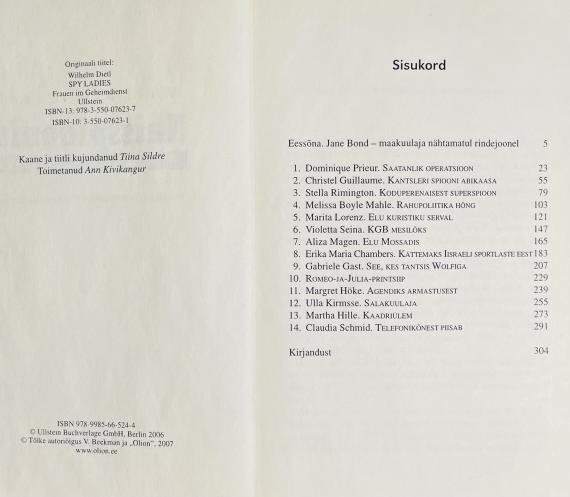 Originaali tiitel:
Wilhelm Dietl
SPY LADIES
Frauen im Geheimdienst
Ullstein
ISBN-13: 978-3-550-07623-7
ISBN-10: 3-550-07623-1
Kaane ja tiitli kujundanud Tiina Sildre
Toimetanud Ann Kivikangur
ISBN 978-9985-66-524-4
© Ullstein Buchverlage GmbH, Berlin 2006
© Tõlke autoriõigus V. Beekman ja „Olion”, 2007
www.olion.ee
Sisukord
Eessõna. Jane Bond – maakuulaja nähtamatul rindejoonel 5
1. Dominique Prieur. SAATANLIK OPERATSIOON 23
2. Christel Guillaume. KANTSLERI SPIOONI ABIKAASA 55
3. Stella Rimington. KODUPERENAISEST SUPERSPIOON 79
4. Melissa Boyle Mahle. RAHUPOLIITIKA HÕNG 103
5. Marita Lorenz. ELU KURISTIKU SERVAL 121
6. Violetta Seina. KGB MESILÕKS 147
7. Aliza Magen. ELU MOSSADIS 165
8. Erika Maria Chambers. KATTEMAKS IISRAELI SPORTLASTE EEST 183
9. Gabriele Gast. SEE, KES TANTSIS WOLFIGA 207
10. ROMEO-JA-JULIA-PRINTSIIP 229
11. Margret Höke. AGENDIKS ARMASTUSEST 239
12. Ulla Kirmsse. SALAKUULAJA 255
13. Martha Hille. KAADRIÜLEM 273
14. Claudia Schmid. TELEFONIKÕNEST PIISAB 291
Kirjandust 304